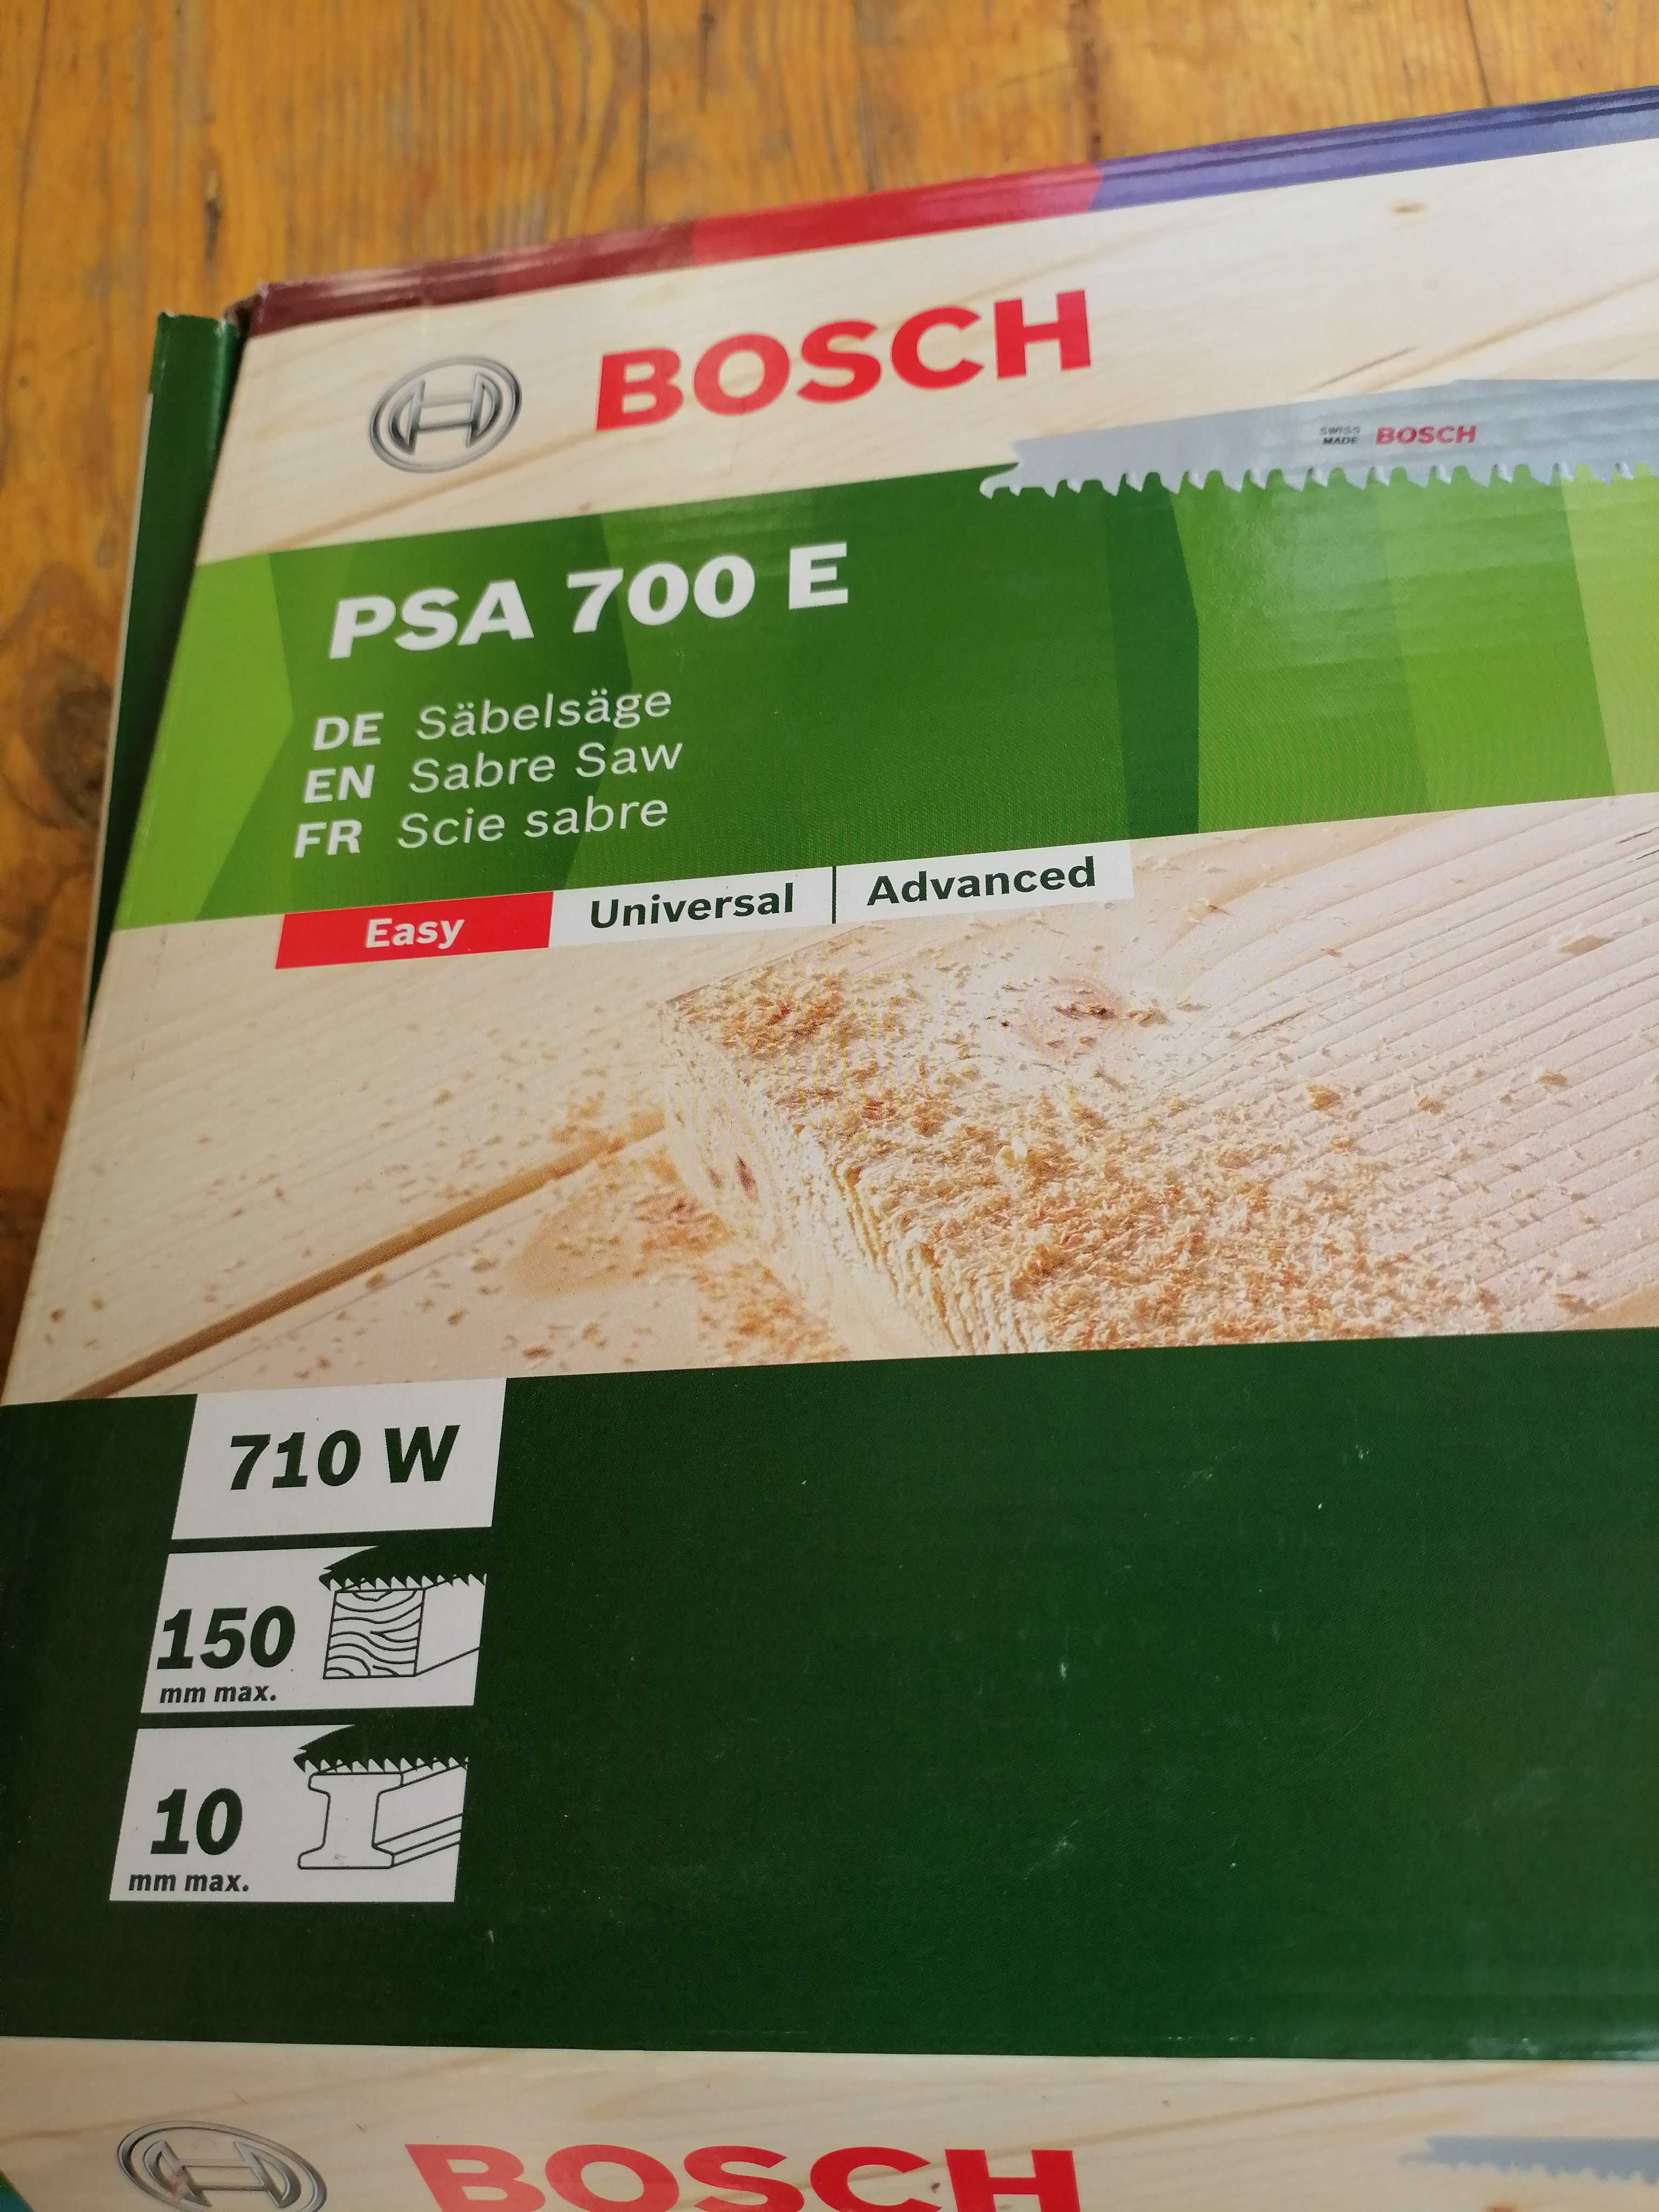 BOSCH
SWISS MADE BOSCH
PSA 700 E
DE Säbelsäge
EN Sabre Saw
FR Scie sabre
Easy Universal Advanced
710 W
150
mm max.
10
mm max.
BOSCH